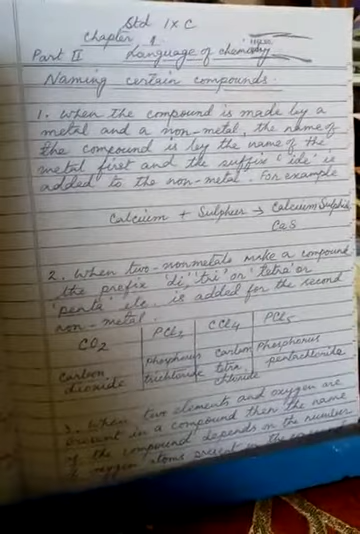 Std IX C
Chapter 1.
Part II Language of chemistry
Naming certain compounds.
1. When the compound is made by a
metal and a non-metal, the name of
the compound is by the name of the
metal first and the suffix 'ide' is
added to the non-metal. For example
Calcium + Sulphur → Calcium Sulphide
CaS
2. When two-nonmetals make a compound
the prefix 'di', 'tri' or 'tetra' or
'penta' etc. is added for the second
non-metal.
CO2 PCl3 CCl4 PCl5
carbon dioxide phosphorus trichloride carbon tetra chloride Phosphorus pentachloride
3. When two elements and oxygen are
present in a compound then the name
of the compound depends on the number
of oxygen atoms present in the